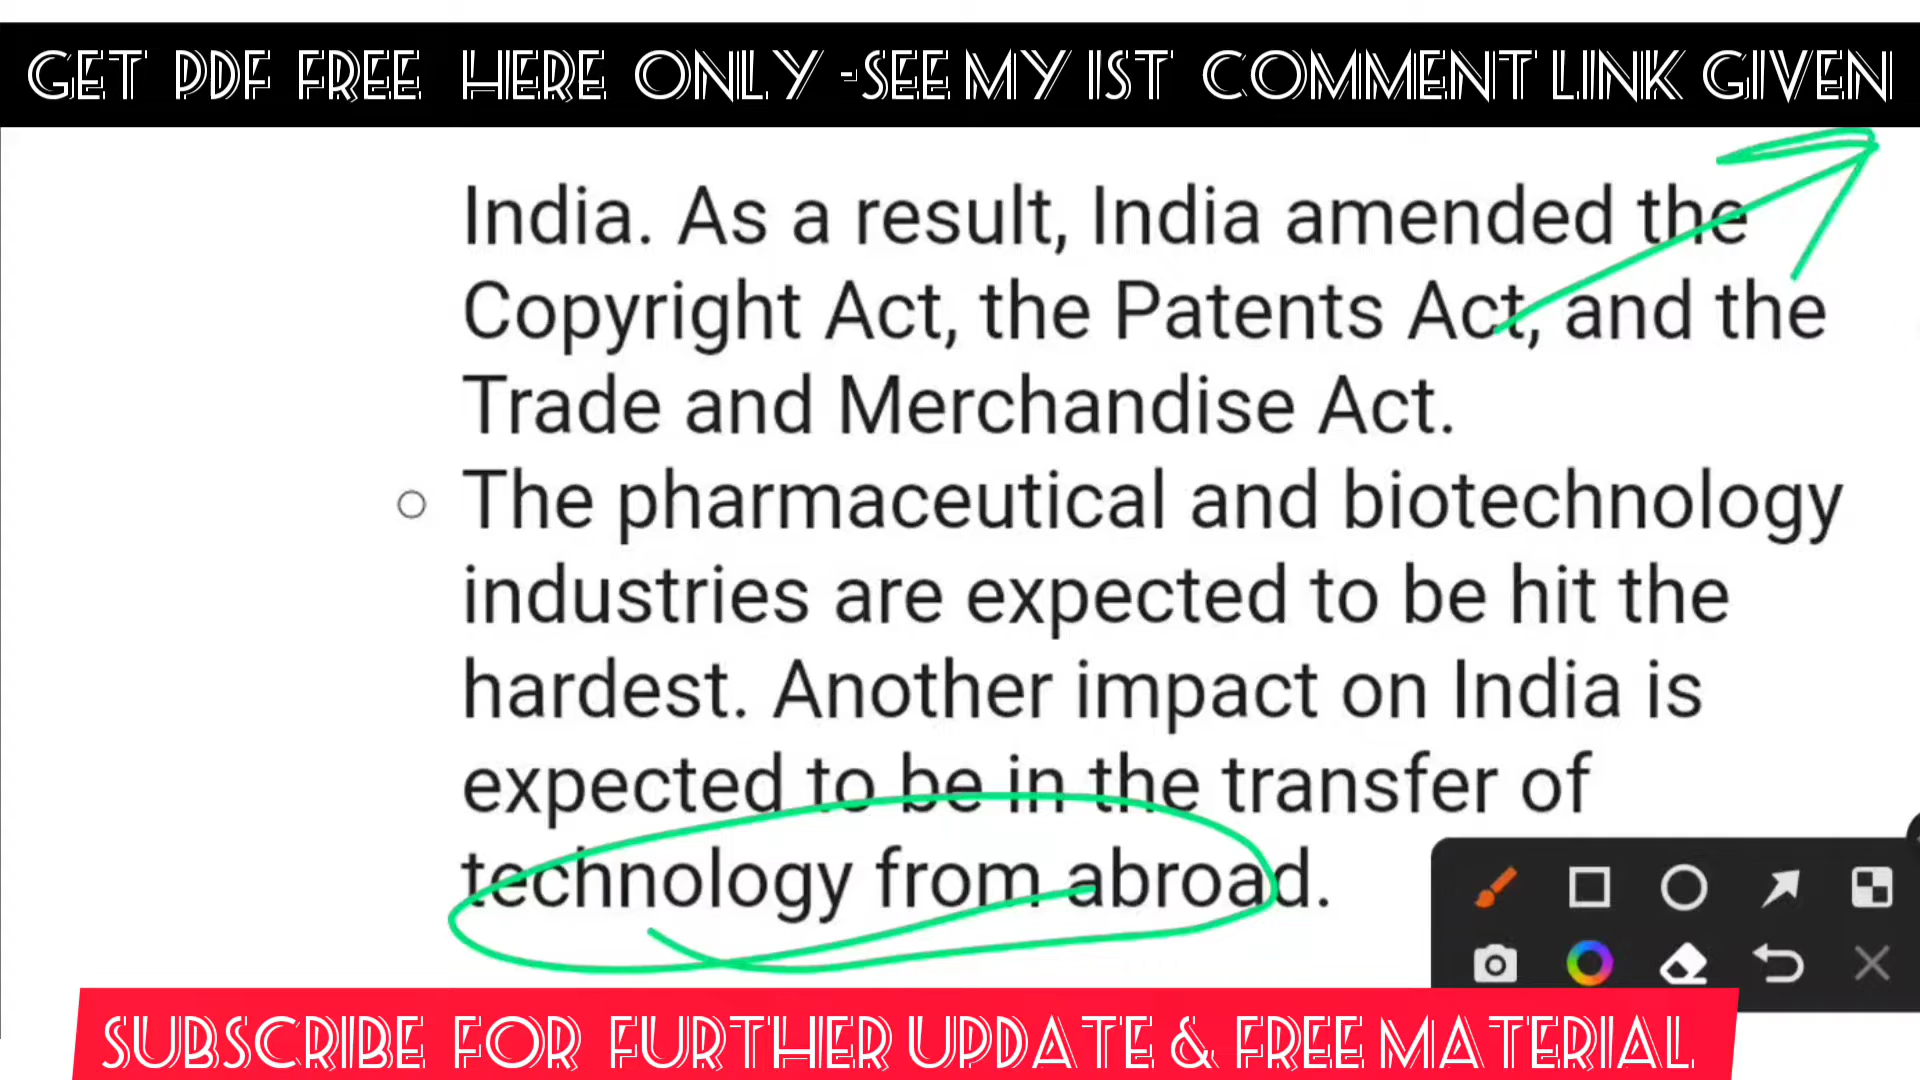 GET PDF FREE HERE ONLY -SEE MY IST COMMENT LINK GIVEN
India. As a result, India amended the
Copyright Act, the Patents Act, and the
Trade and Merchandise Act.
The pharmaceutical and biotechnology
industries are expected to be hit the
hardest. Another impact on India is
expected to be in the transfer of
technology from abroad.
SUBSCRIBE FOR FURTHER UPDATE & FREE MATERIAL